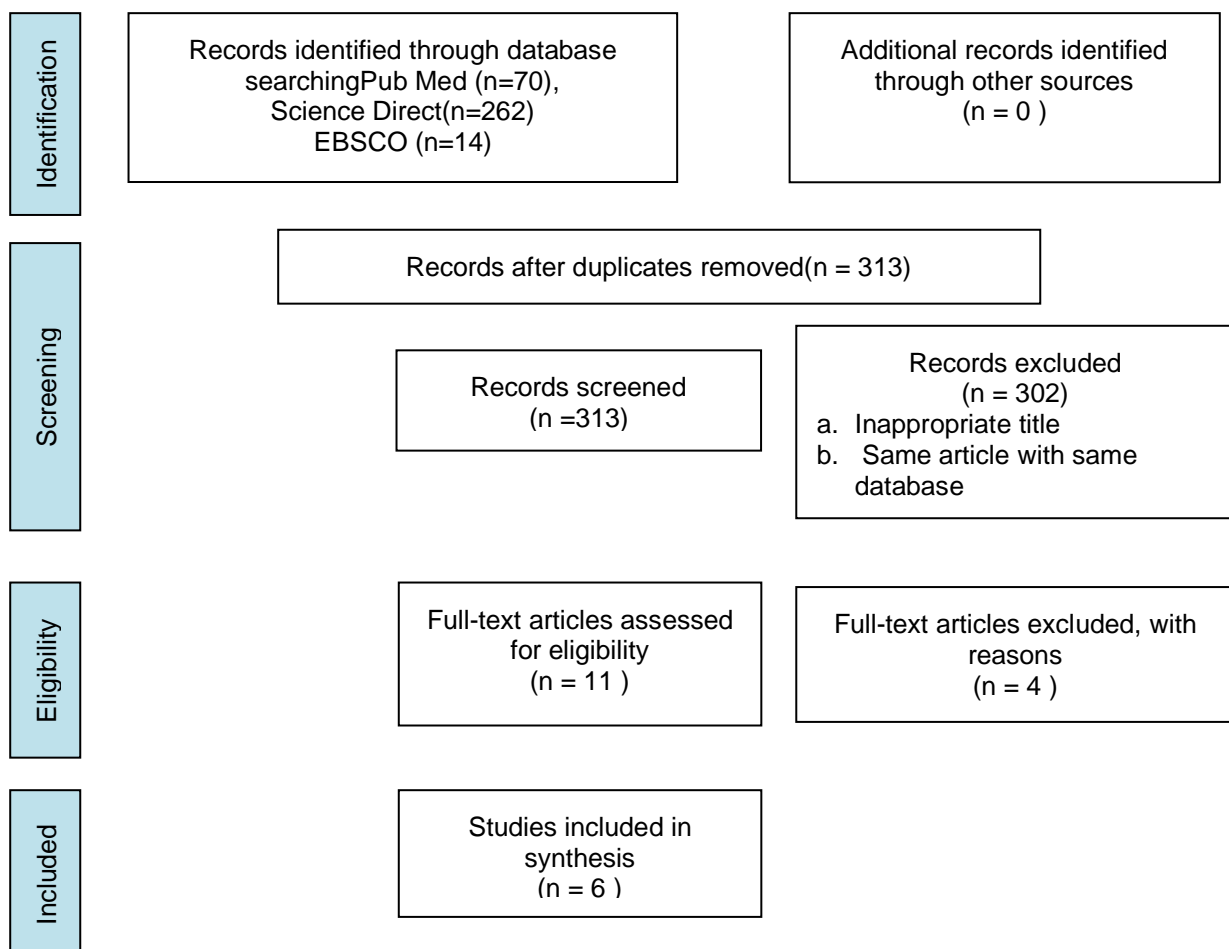 Identification
Records identified through database
searchingPub Med (n=70),
Science Direct(n=262)
EBSCO (n=14)
Additional records identified
through other sources
(n = 0 )
Screening
Records after duplicates removed(n = 313)
Records screened
(n =313)
Records excluded
(n = 302)
a. Inappropriate title
b. Same article with same
database
Eligibility
Full-text articles assessed
for eligibility
(n = 11 )
Full-text articles excluded, with
reasons
(n = 4 )
Included
Studies included in
synthesis
(n = 6 )